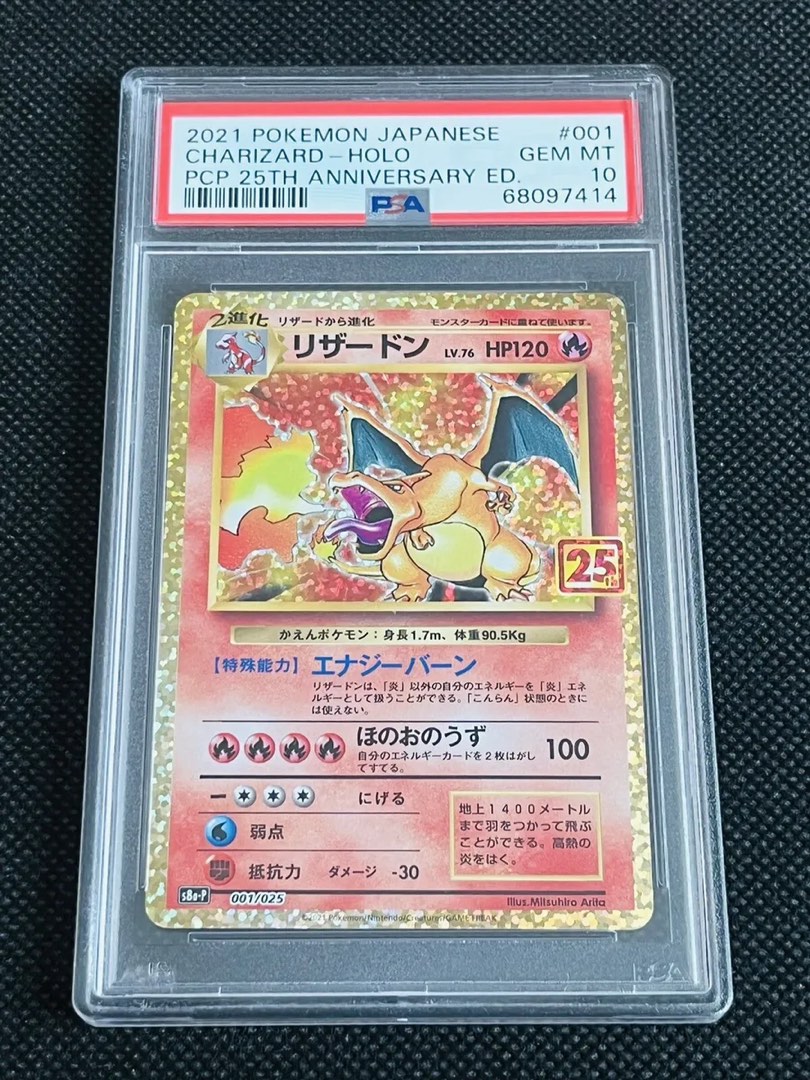 2021 POKEMON JAPANESE #001
CHARIZARD-HOLO GEM MT
PCP 25TH ANNIVERSARY ED. 10
PSA 68097414
2進化 リザードから進化 モンスターカードに重ねて使います。
リザードン LV.76 HP120
25
かえんポケモン：身長1.7m、体重90.5Kg
【特殊能力】エナジーバーン
リザードンは、「炎」以外の自分のエネルギーを「炎」エネ
ルギーとして扱うことができる。「こんらん」状態のときに
は使えない。
ほのおのうず 100
自分のエネルギーカードを２枚はがし
てすてる。
にげる
弱点
抵抗力 ダメージ -30
地上１４００メートル
まで羽をつかって飛ぶ
ことができる。高熱の
炎をはく。
s8a-P 001/025
Illus.Mitsuhiro Arita
©2021 Pokémon/Nintendo/Creatures/GAME FREAK